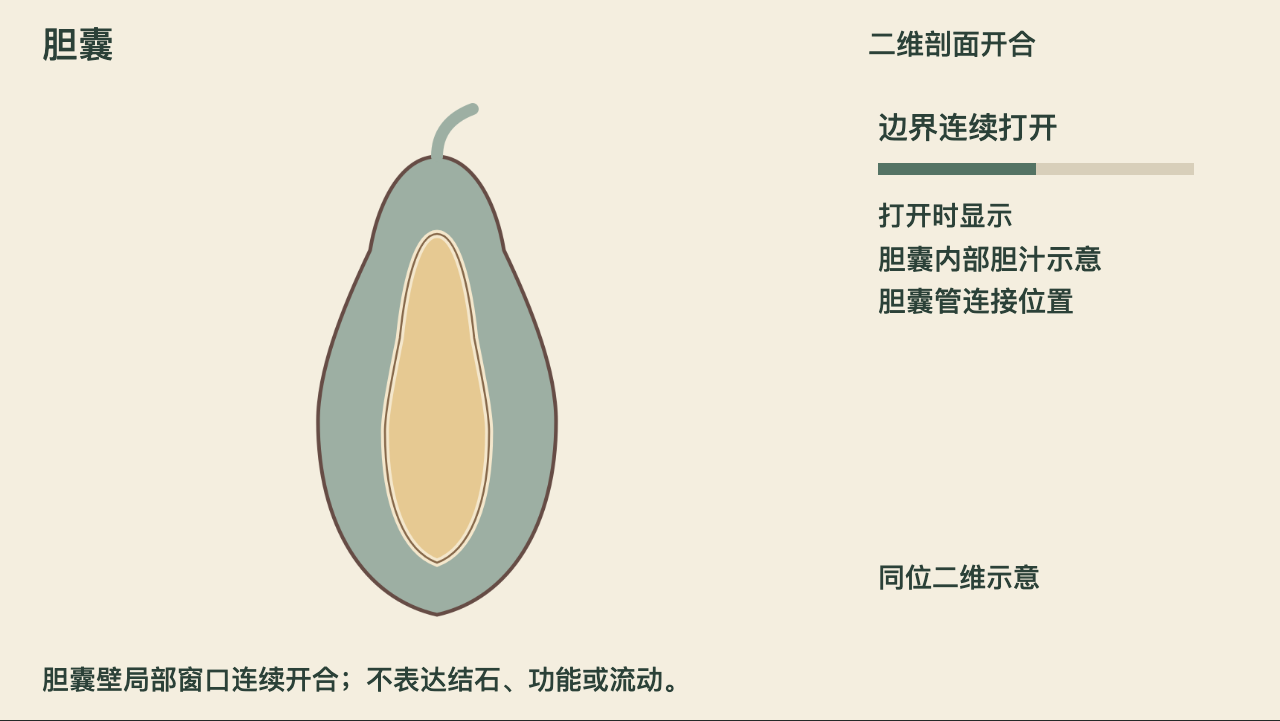 胆囊
二维剖面开合
边界连续打开
打开时显示
胆囊内部胆汁示意
胆囊管连接位置
同位二维示意
胆囊壁局部窗口连续开合；不表达结石、功能或流动。